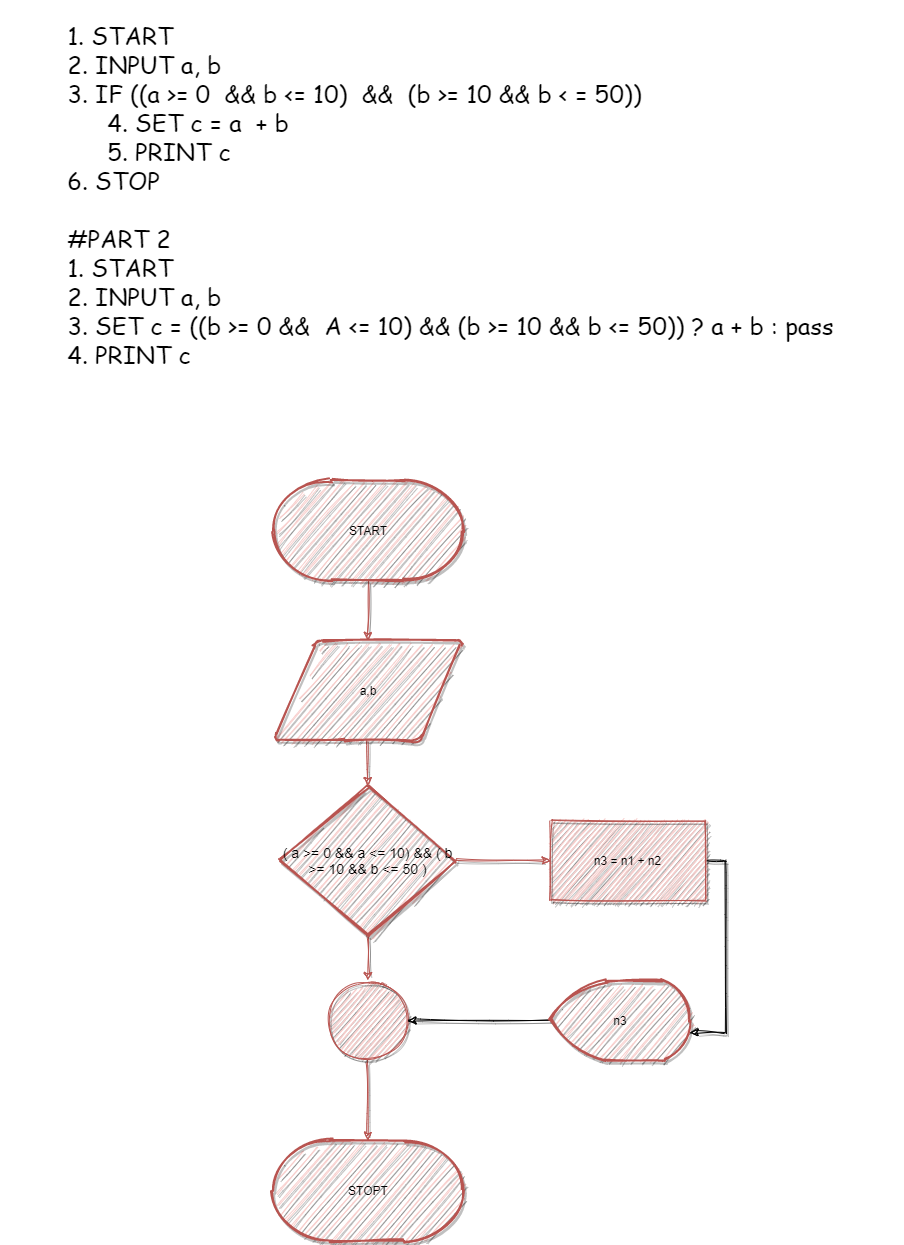 1. START
2. INPUT a, b
3. IF ((a >= 0  && b <= 10)  &&  (b >= 10 && b < = 50))
4. SET c = a  + b
5. PRINT c
6. STOP
#PART 2
1. START
2. INPUT a, b
3. SET c = ((b >= 0 &&  A <= 10) && (b >= 10 && b <= 50)) ? a + b : pass
4. PRINT c
START
a,b
( a >= 0 && a <= 10) && ( b
>= 10 && b <= 50 )
n3 = n1 + n2
n3
STOPT